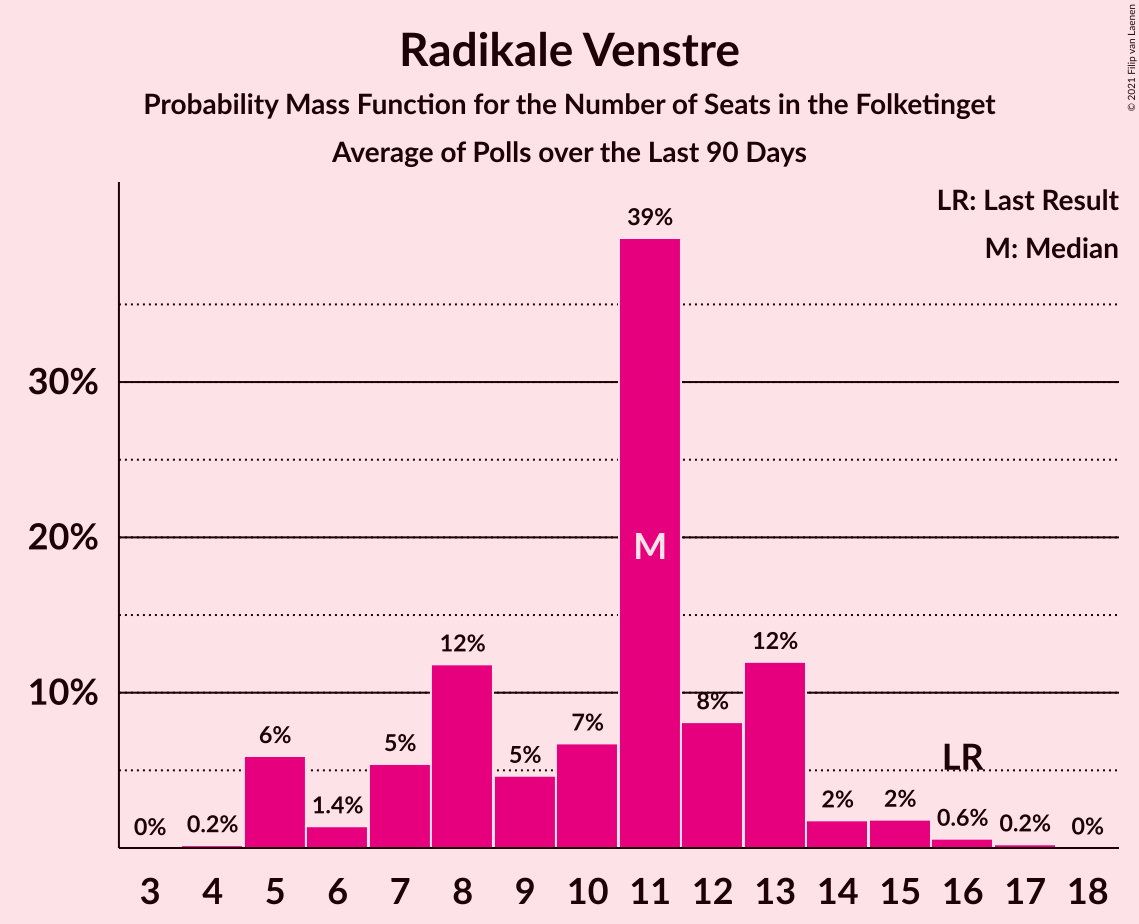 Radikale Venstre
Probability Mass Function for the Number of Seats in the Folketinget
Average of Polls over the Last 90 Days
© 2021 Filip van Laenen
LR: Last Result
M: Median
39%
30%
20%
10%
M
LR
0%
0.2%
6%
1.4%
5%
12%
5%
7%
8%
12%
2%
2%
0.6%
0.2%
0%
3 4 5 6 7 8 9 10 11 12 13 14 15 16 17 18